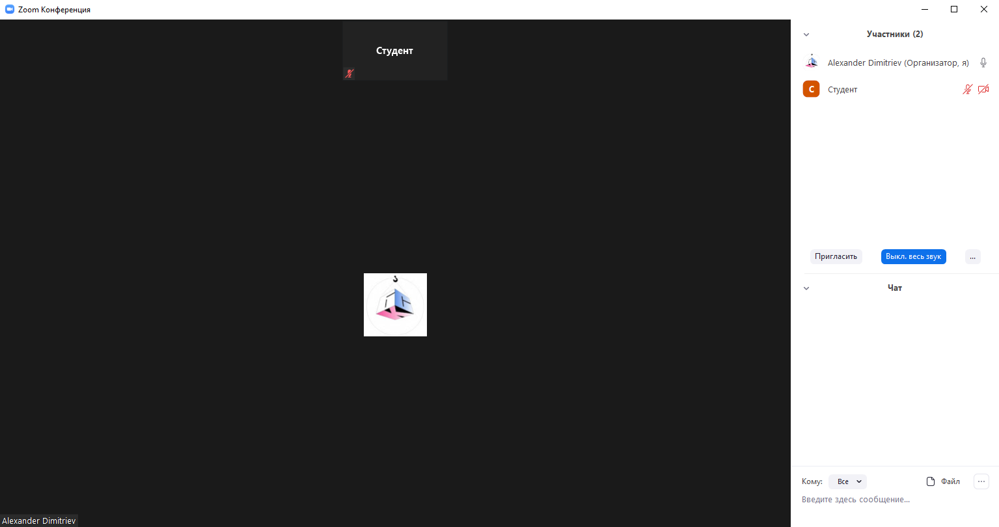 Zoom Конференция
Студент
Alexander Dimitriev
Участники (2)
Alexander Dimitriev (Организатор, я)
С
Студент
Пригласить
Выкл. весь звук
...
Чат
Кому:
Все
Файл
Введите здесь сообщение...